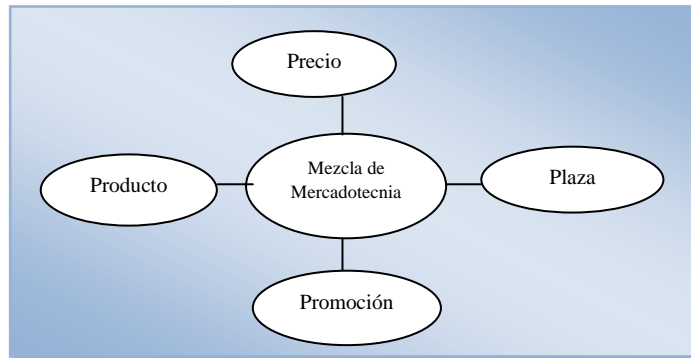 Precio
Mezcla de
Mercadotecnia
Producto
Plaza
Promoción